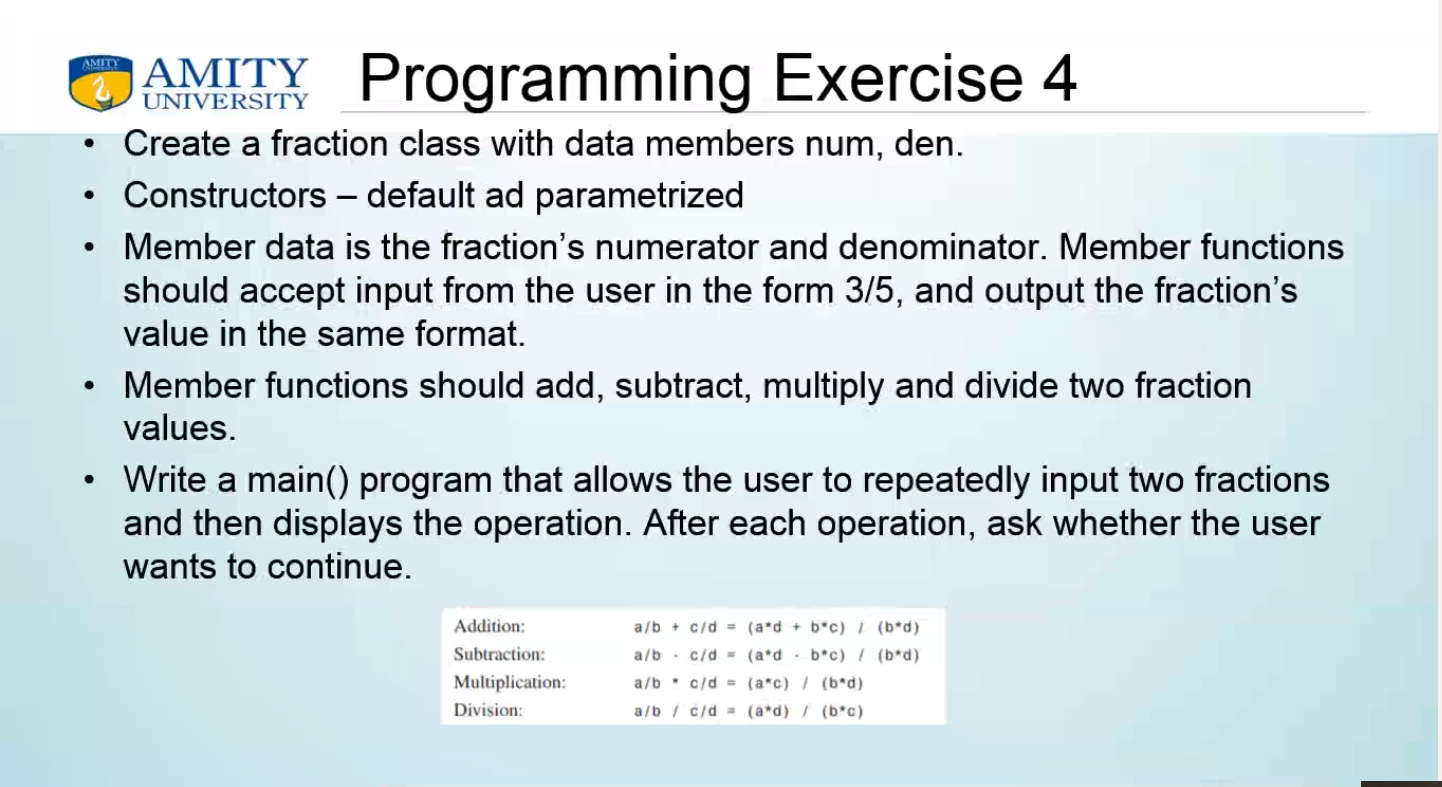 AMITY
UNIVERSITY
AMITY
UNIVERSITY
Programming Exercise 4
• Create a fraction class with data members num, den.
• Constructors – default ad parametrized
• Member data is the fraction’s numerator and denominator. Member functions
should accept input from the user in the form 3/5, and output the fraction’s
value in the same format.
• Member functions should add, subtract, multiply and divide two fraction
values.
• Write a main() program that allows the user to repeatedly input two fractions
and then displays the operation. After each operation, ask whether the user
wants to continue.
Addition: a/b + c/d = (a*d + b*c) / (b*d)
Subtraction: a/b - c/d = (a*d - b*c) / (b*d)
Multiplication: a/b * c/d = (a*c) / (b*d)
Division: a/b / c/d = (a*d) / (b*c)